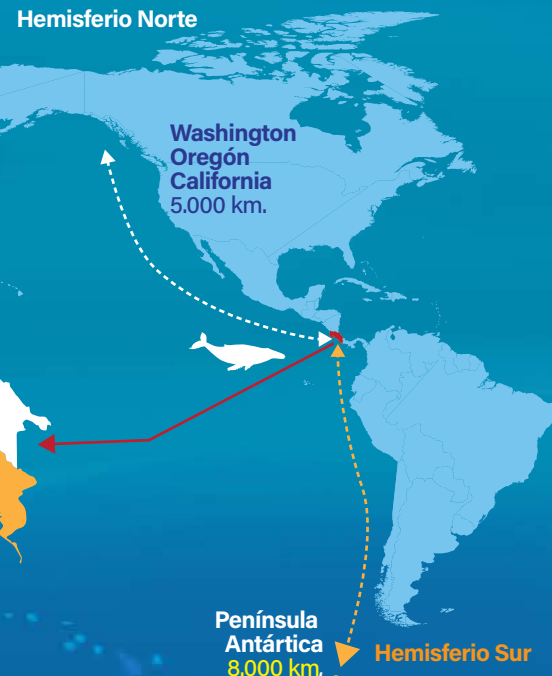 Hemisferio Norte
Washington
Oregón
California
5.000 km.
Península
Antártica
8.000 km.
Hemisferio Sur